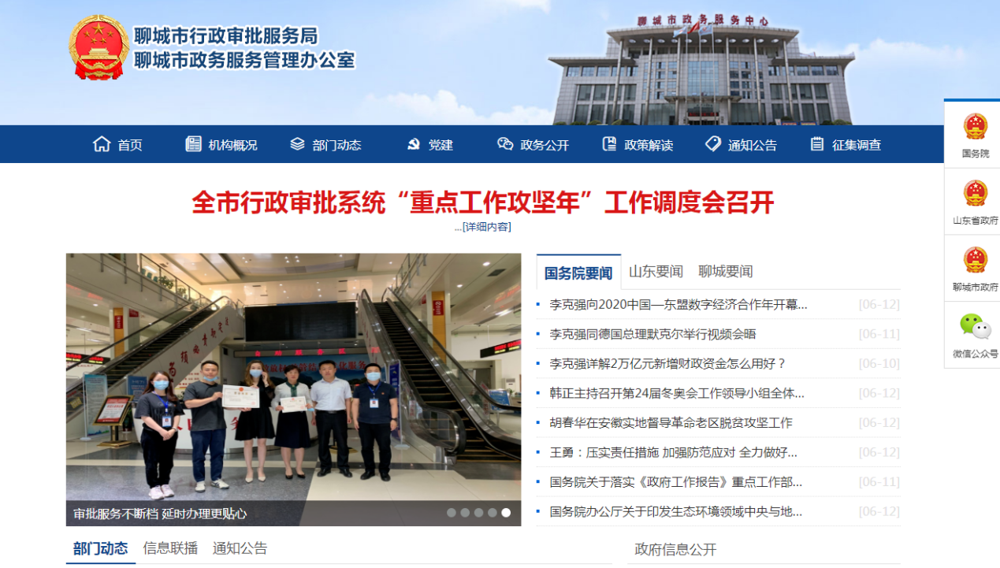 聊城市行政审批服务局
聊城市政务服务管理办公室
聊城市政务服务中心
首页 机构概况 部门动态 党建 政务公开 政策解读 通知公告 征集调查
国务院
山东省政府
聊城市政府
微信公众号
全市行政审批系统“重点工作攻坚年”工作调度会召开
...[详细内容]
审批服务不断档 延时办理更贴心
国务院要闻 山东要闻 聊城要闻
李克强向2020中国—东盟数字经济合作年开幕... [06-12]
李克强同德国总理默克尔举行视频会晤 [06-11]
李克强详解2万亿元新增财政资金怎么用好？ [06-10]
韩正主持召开第24届冬奥会工作领导小组全体... [06-12]
胡春华在安徽实地督导革命老区脱贫攻坚工作 [06-12]
王勇：压实责任措施 加强防范应对 全力做好... [06-12]
国务院关于落实《政府工作报告》重点工作部... [06-11]
国务院办公厅关于印发生态环境领域中央与地... [06-12]
部门动态 信息联播 通知公告
政府信息公开